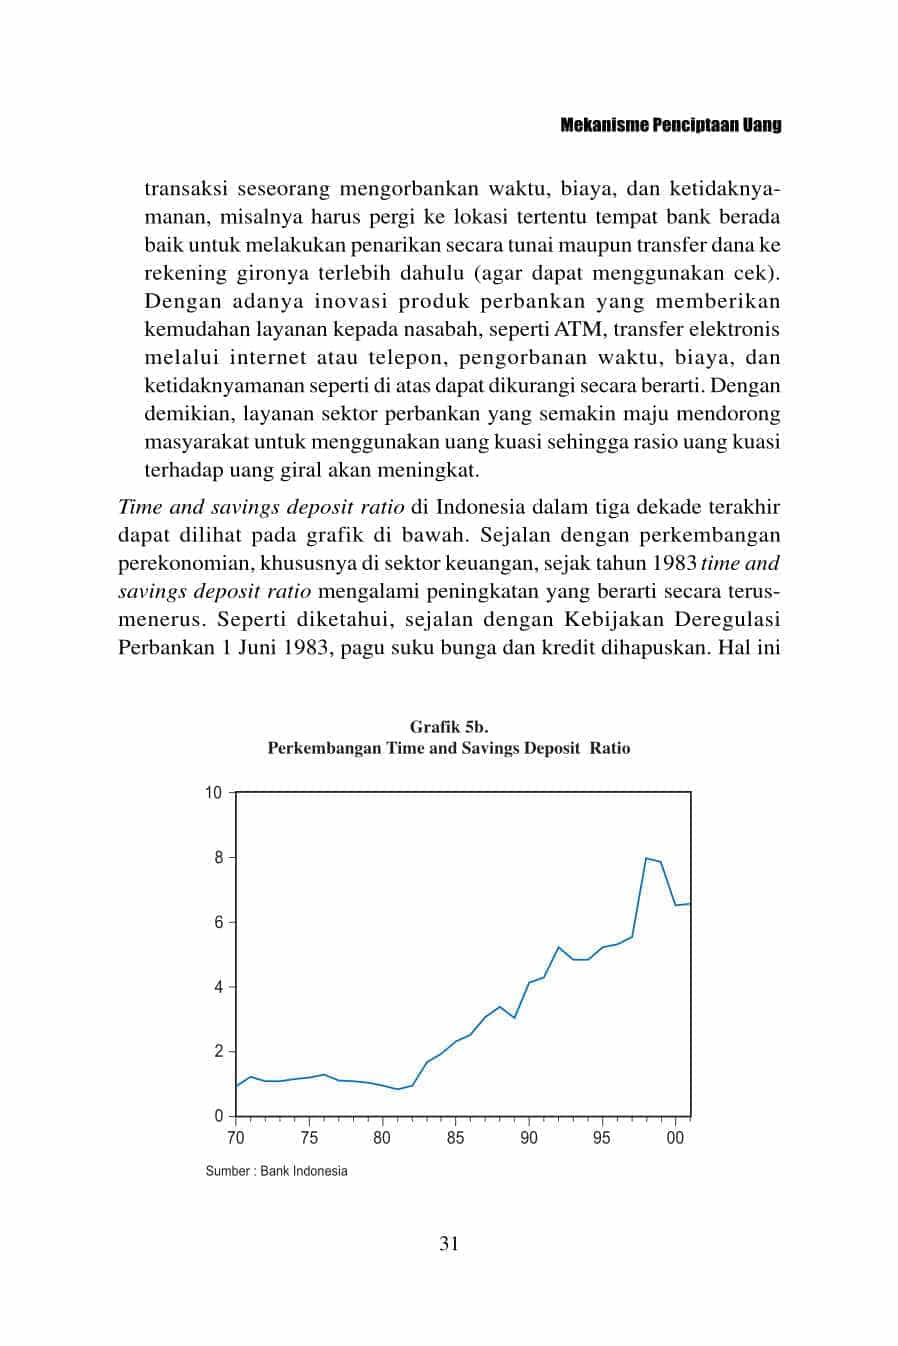 Mekanisme Penciptaan Uang
transaksi seseorang mengorbankan waktu, biaya, dan ketidaknya-
manan, misalnya harus pergi ke lokasi tertentu tempat bank berada
baik untuk melakukan penarikan secara tunai maupun transfer dana ke
rekening gironya terlebih dahulu (agar dapat menggunakan cek).
Dengan adanya inovasi produk perbankan yang memberikan
kemudahan layanan kepada nasabah, seperti ATM, transfer elektronis
melalui internet atau telepon, pengorbanan waktu, biaya, dan
ketidaknyamanan seperti di atas dapat dikurangi secara berarti. Dengan
demikian, layanan sektor perbankan yang semakin maju mendorong
masyarakat untuk menggunakan uang kuasi sehingga rasio uang kuasi
terhadap uang giral akan meningkat.
Time and savings deposit ratio di Indonesia dalam tiga dekade terakhir
dapat dilihat pada grafik di bawah. Sejalan dengan perkembangan
perekonomian, khususnya di sektor keuangan, sejak tahun 1983 time and
savings deposit ratio mengalami peningkatan yang berarti secara terus-
menerus. Seperti diketahui, sejalan dengan Kebijakan Deregulasi
Perbankan 1 Juni 1983, pagu suku bunga dan kredit dihapuskan. Hal ini
Grafik 5b.
Perkembangan Time and Savings Deposit Ratio
10
8
6
4
2
0
70 75 80 85 90 95 00
Sumber : Bank Indonesia
31